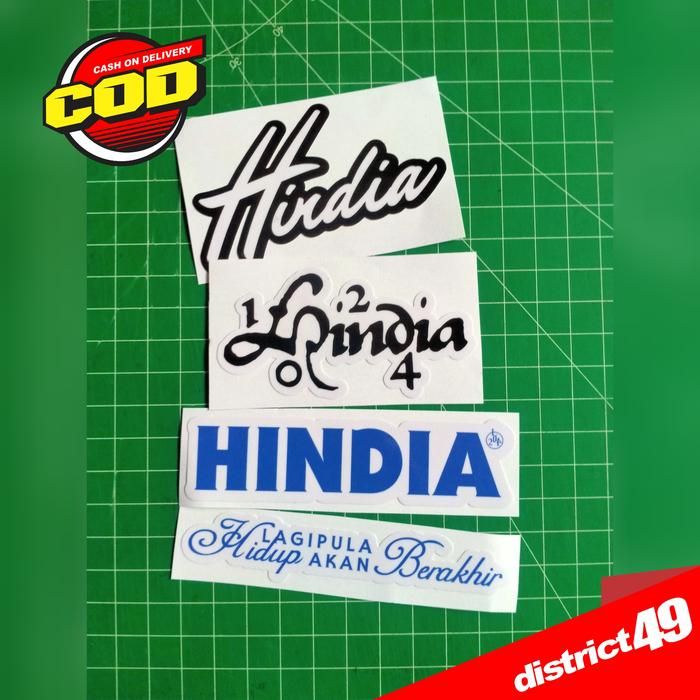 CASH ON DELIVERY
COD
Hindia
1 2
hindia
0 4
HINDIA
LAGIPULA
Hidup AKAN Berakhir
district49